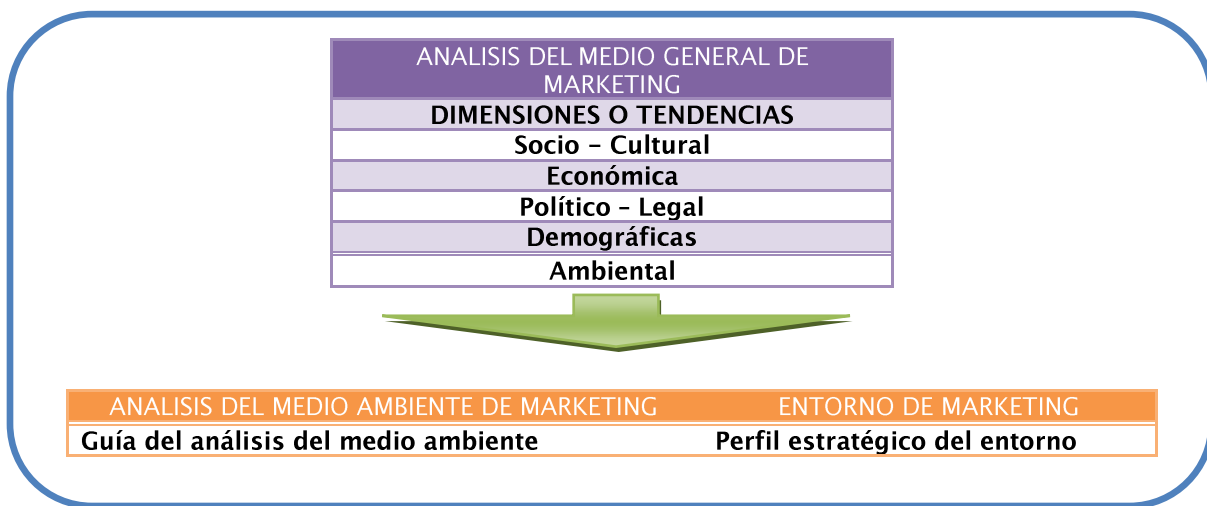 ANALISIS DEL MEDIO GENERAL DE
MARKETING
DIMENSIONES O TENDENCIAS
Socio – Cultural
Económica
Político – Legal
Demográficas
Ambiental
ANALISIS DEL MEDIO AMBIENTE DE MARKETING ENTORNO DE MARKETING
Guía del análisis del medio ambiente Perfil estratégico del entorno